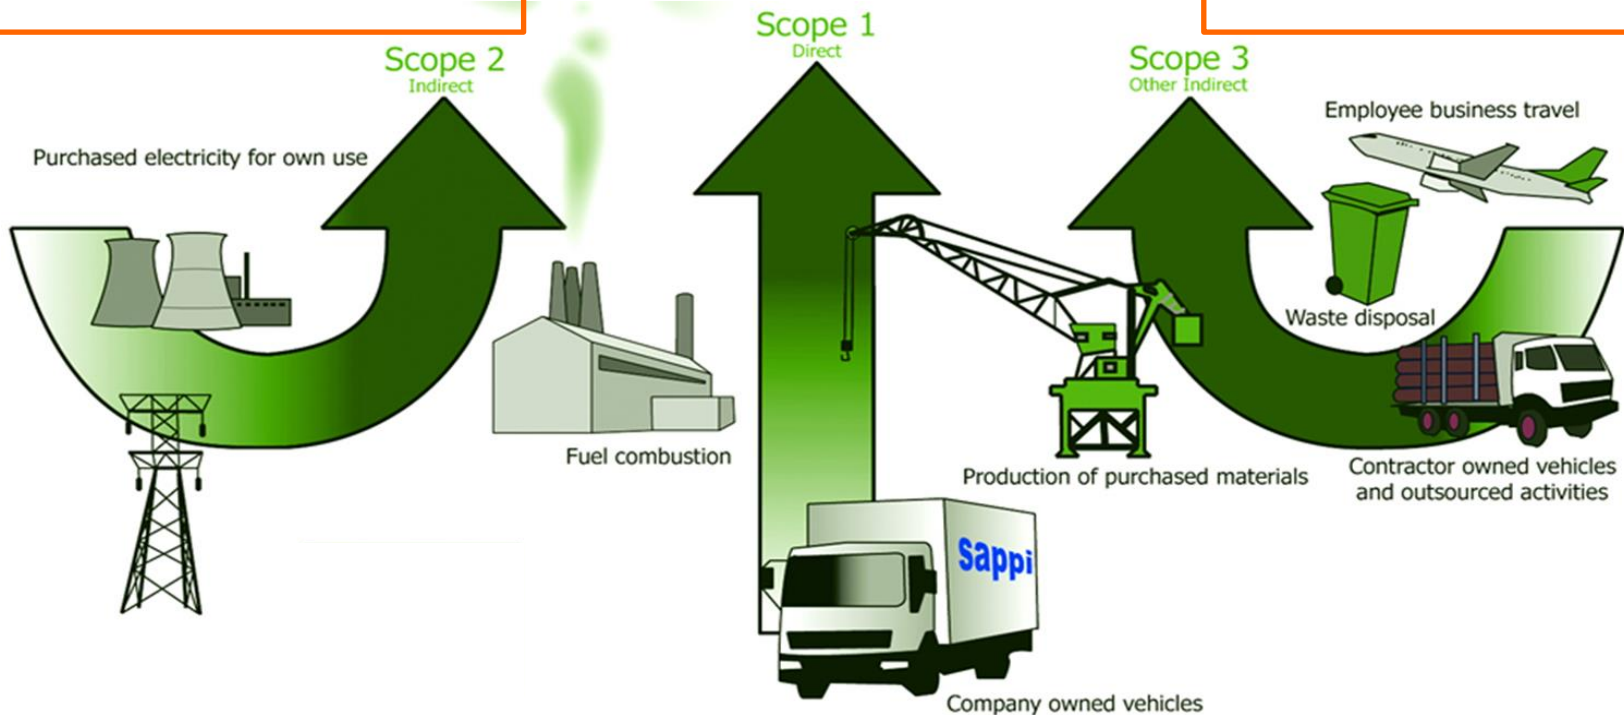 Scope 1
Direct
Scope 2
Indirect
Scope 3
Other Indirect
Employee business travel
Purchased electricity for own use
Waste disposal
Fuel combustion
Production of purchased materials
Contractor owned vehicles
and outsourced activities
sappi
Company owned vehicles